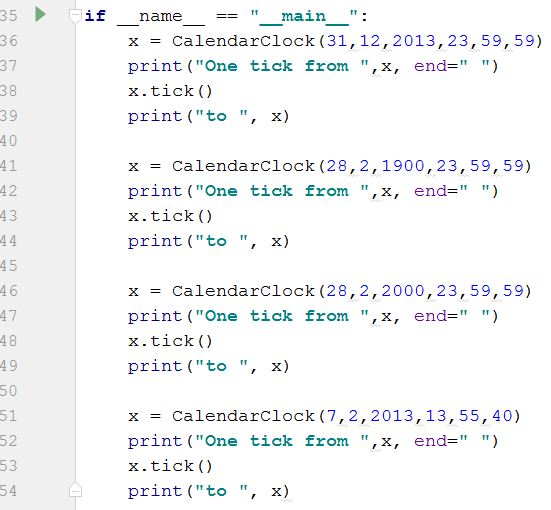 35 if __name__ == "__main__":
36     x = CalendarClock(31,12,2013,23,59,59)
37     print("One tick from ",x, end=" ")
38     x.tick()
39     print("to ", x)
40
41     x = CalendarClock(28,2,1900,23,59,59)
42     print("One tick from ",x, end=" ")
43     x.tick()
44     print("to ", x)
45
46     x = CalendarClock(28,2,2000,23,59,59)
47     print("One tick from ",x, end=" ")
48     x.tick()
49     print("to ", x)
50
51     x = CalendarClock(7,2,2013,13,55,40)
52     print("One tick from ",x, end=" ")
53     x.tick()
54     print("to ", x)